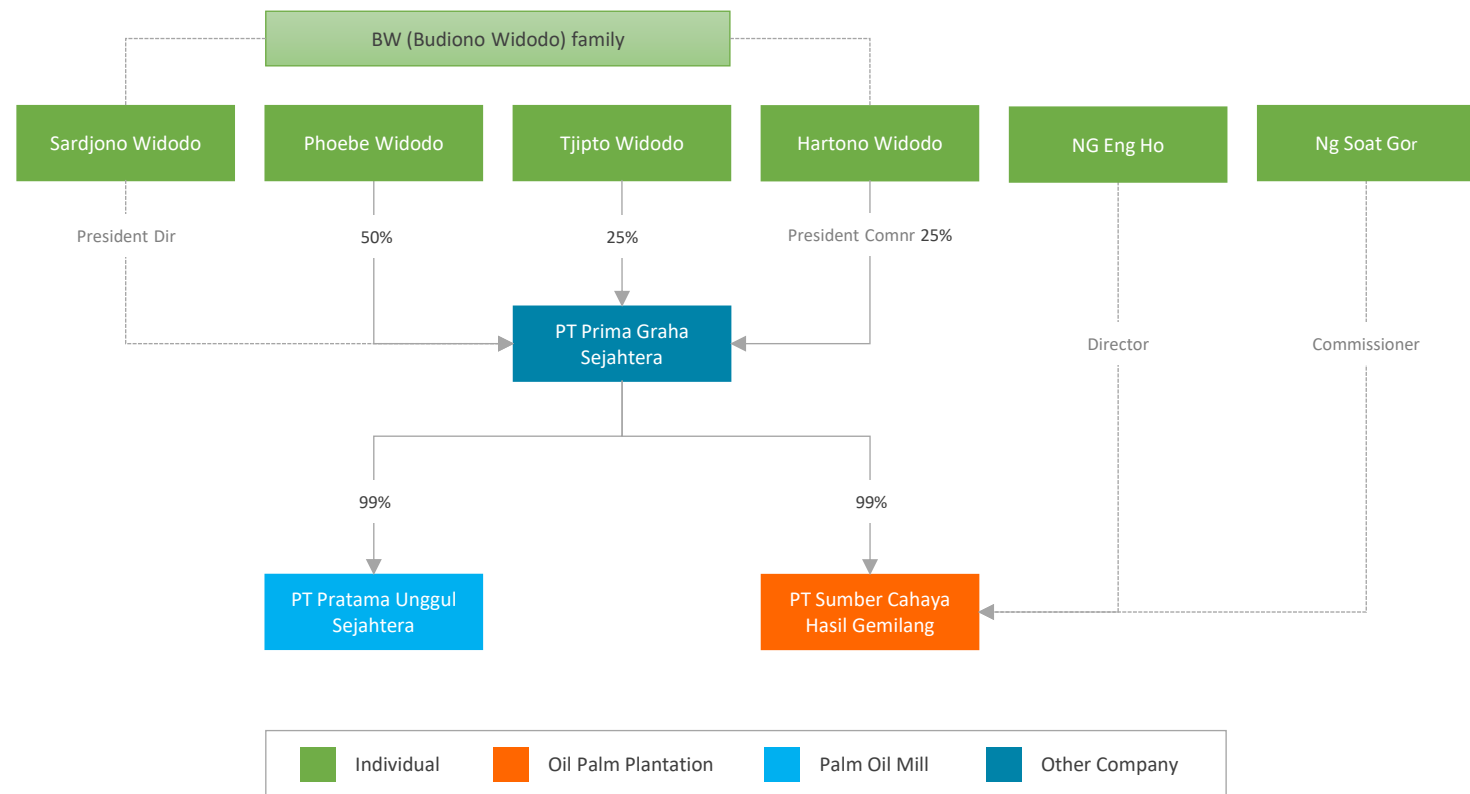 BW (Budiono Widodo) family
Sardjono Widodo
Phoebe Widodo
Tjipto Widodo
Hartono Widodo
NG Eng Ho
Ng Soat Gor
President Dir
50%
25%
President Comnr 25%
PT Prima Graha
Sejahtera
Director
Commissioner
99%
99%
PT Pratama Unggul
Sejahtera
PT Sumber Cahaya
Hasil Gemilang
Individual
Oil Palm Plantation
Palm Oil Mill
Other Company